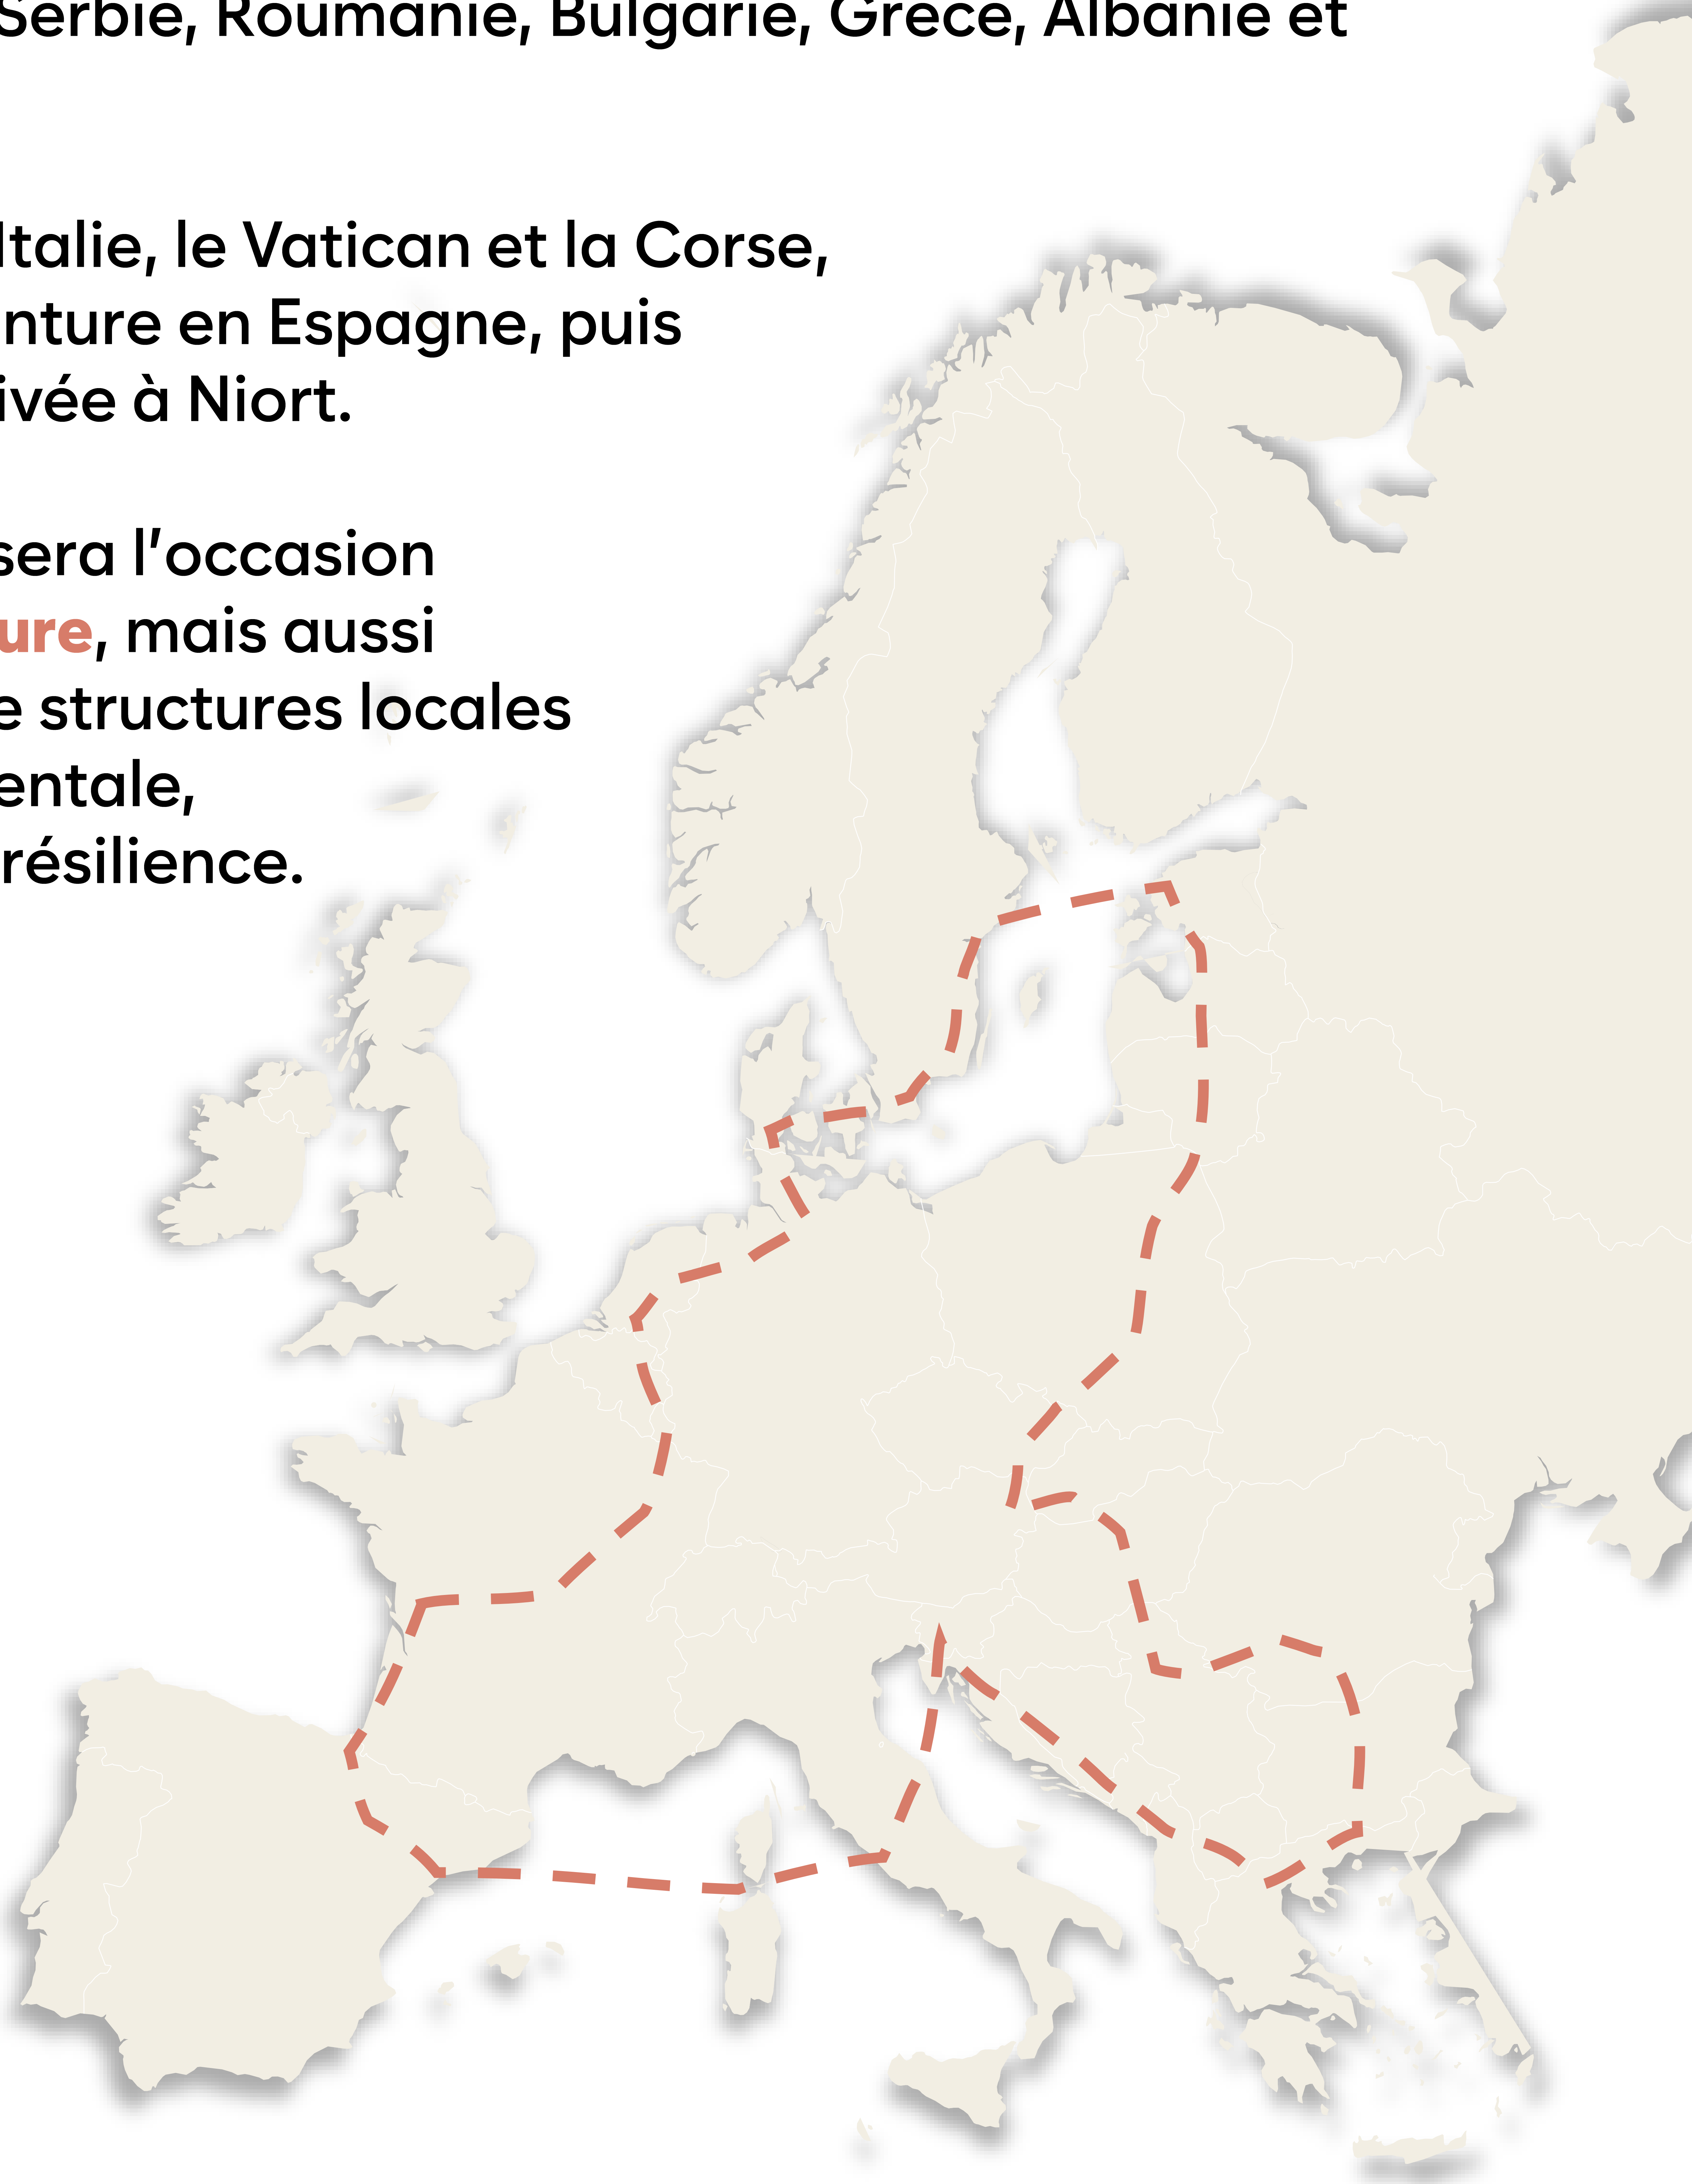 Serbie, Roumanie, Bulgarie, Grèce, Albanie et
Italie, le Vatican et la Corse,
nture en Espagne, puis
ivée à Niort.
sera l’occasion
ure, mais aussi
e structures locales
entale,
résilience.